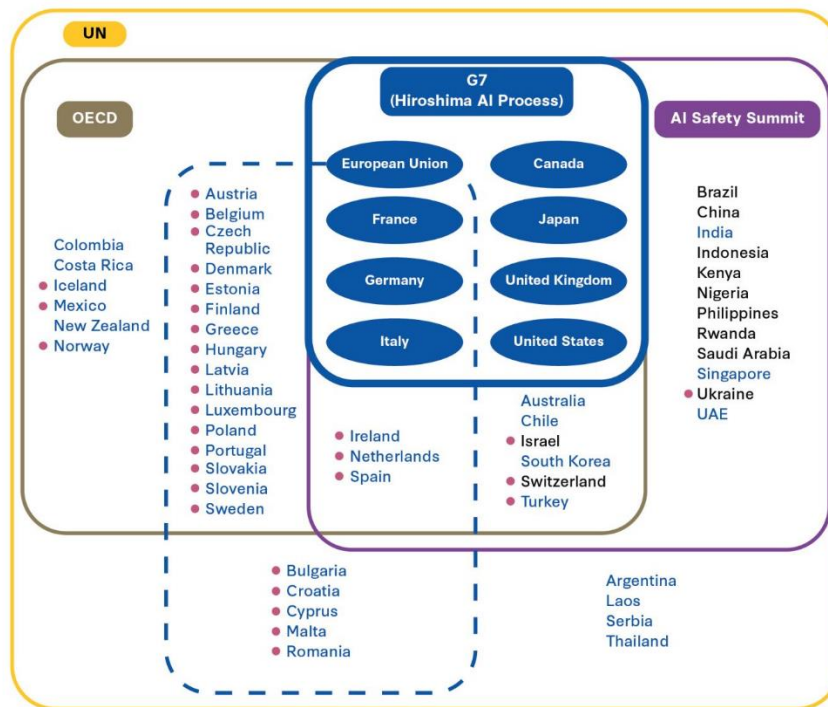 UN
OECD
G7
(Hiroshima AI Process)
AI Safety Summit
European Union
Canada
France
Japan
Germany
United Kingdom
Italy
United States
Colombia
Costa Rica
Iceland
Mexico
New Zealand
Norway
Austria
Belgium
Czech
Republic
Denmark
Estonia
Finland
Greece
Hungary
Latvia
Lithuania
Luxembourg
Poland
Portugal
Slovakia
Slovenia
Sweden
Ireland
Netherlands
Spain
Australia
Chile
Israel
South Korea
Switzerland
Turkey
Brazil
China
India
Indonesia
Kenya
Nigeria
Philippines
Rwanda
Saudi Arabia
Singapore
Ukraine
UAE
Bulgaria
Croatia
Cyprus
Malta
Romania
Argentina
Laos
Serbia
Thailand